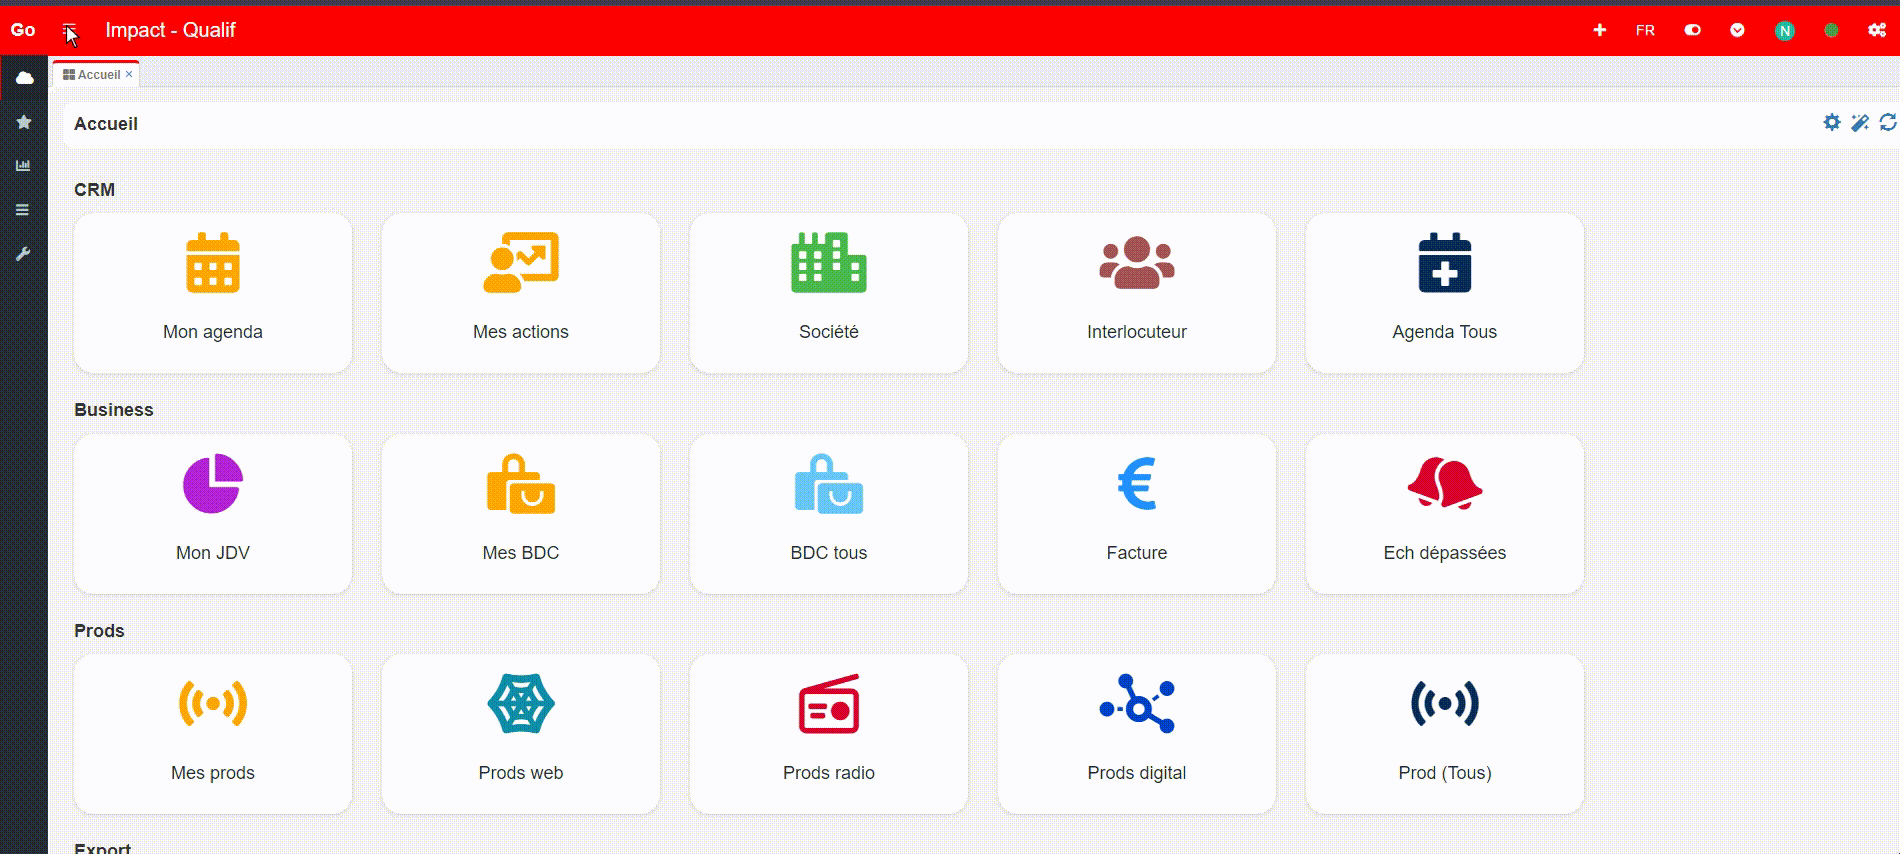 Go Impact - Qualif FR N
Accueil ×
Accueil
CRM
Mon agenda Mes actions Société Interlocuteur Agenda Tous
Business
Mon JDV Mes BDC BDC tous Facture Ech dépassées
Prods
Mes prods Prods web Prods radio Prods digital Prod (Tous)
Export